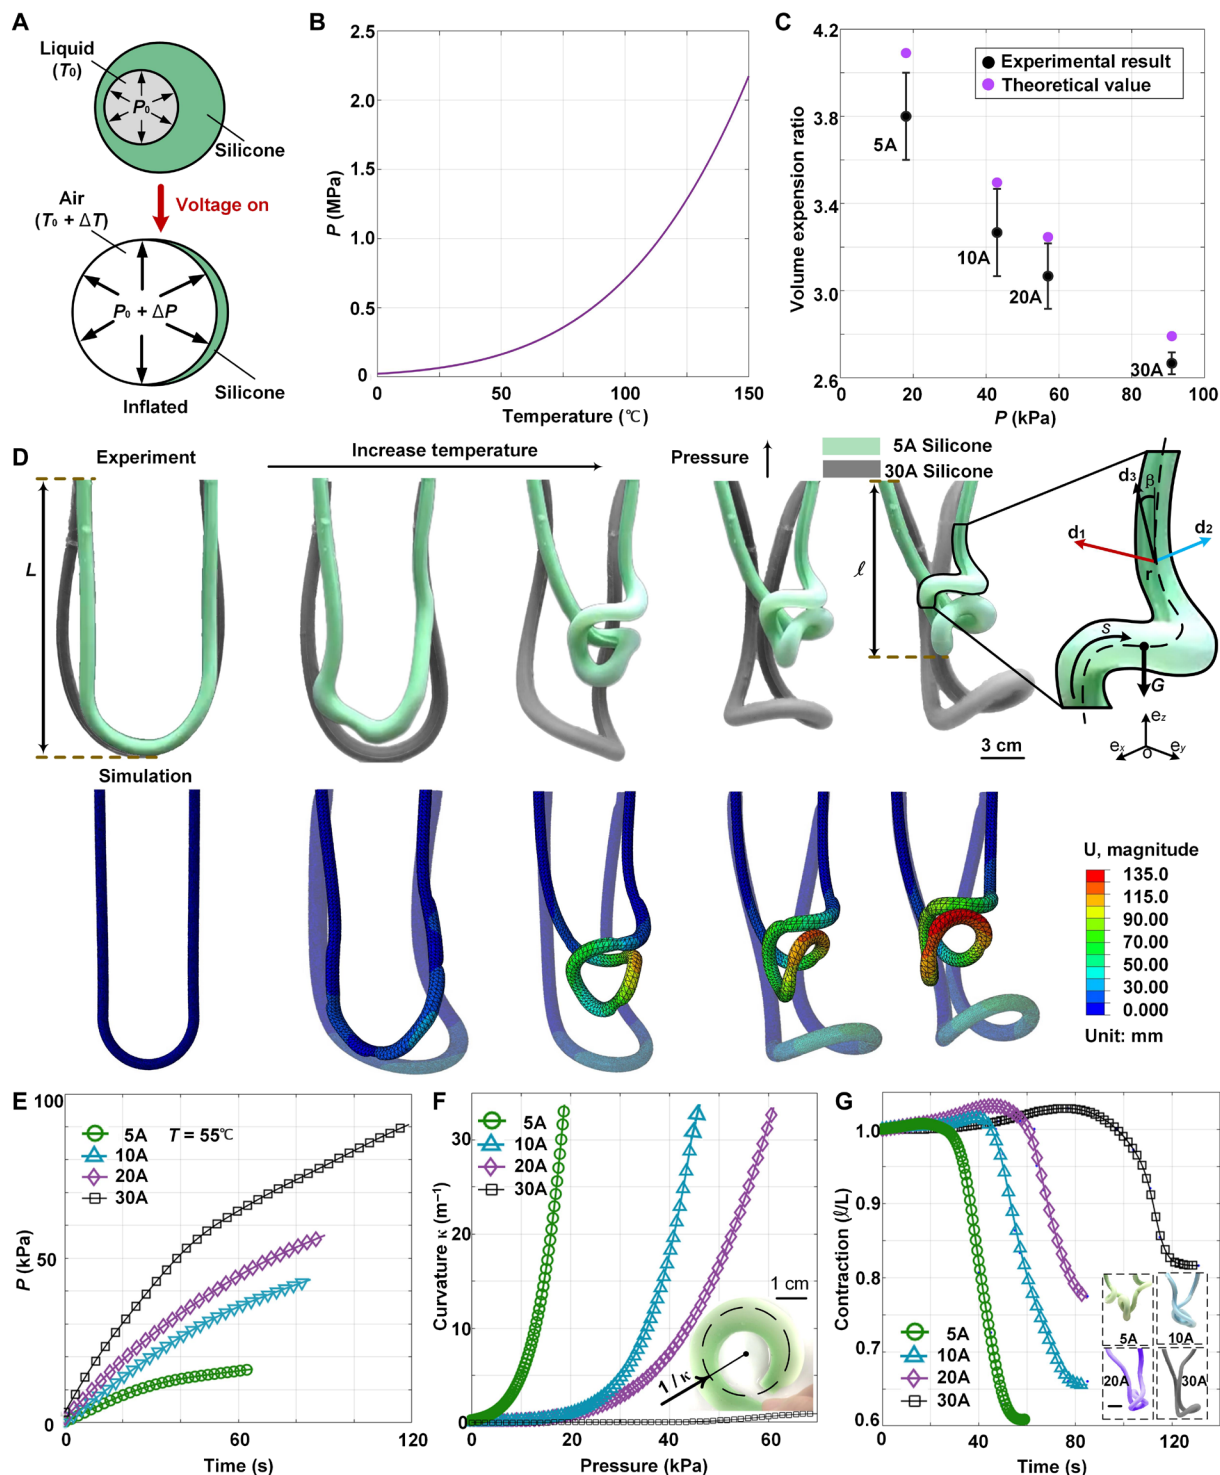 A
Liquid
(T₀)
P₀
Silicone
Air
(T₀ + ΔT)
Voltage on
P₀ + ΔP
Silicone
Inflated
B
2.5
2.0
1.5
1.0
0.5
0
P (MPa)
0
50
100
150
Temperature (℃)
C
4.2
3.8
3.4
3.0
2.6
Volume expension ratio
Experimental result
Theoretical value
5A
10A
20A
30A
0
20
40
60
80
100
P (kPa)
D
Experiment
Increase temperature
Pressure
5A Silicone
30A Silicone
L
ℓ
d₃
β
d₁
d₂
r
s
G
e𝓏
eₓ
o
eᵧ
3 cm
Simulation
U, magnitude
135.0
115.0
90.00
70.00
50.00
30.00
0.000
Unit: mm
E
100
50
0
P (kPa)
5A
T = 55℃
10A
20A
30A
0
60
120
Time (s)
F
30
20
10
0
Curvature κ (m⁻¹)
5A
10A
20A
30A
1 cm
1 / κ
0
20
40
60
Pressure (kPa)
G
1.0
0.9
0.8
0.7
0.6
Contraction (ℓ/L)
5A
10A
20A
30A
5A
10A
20A
30A
0
40
80
120
Time (s)